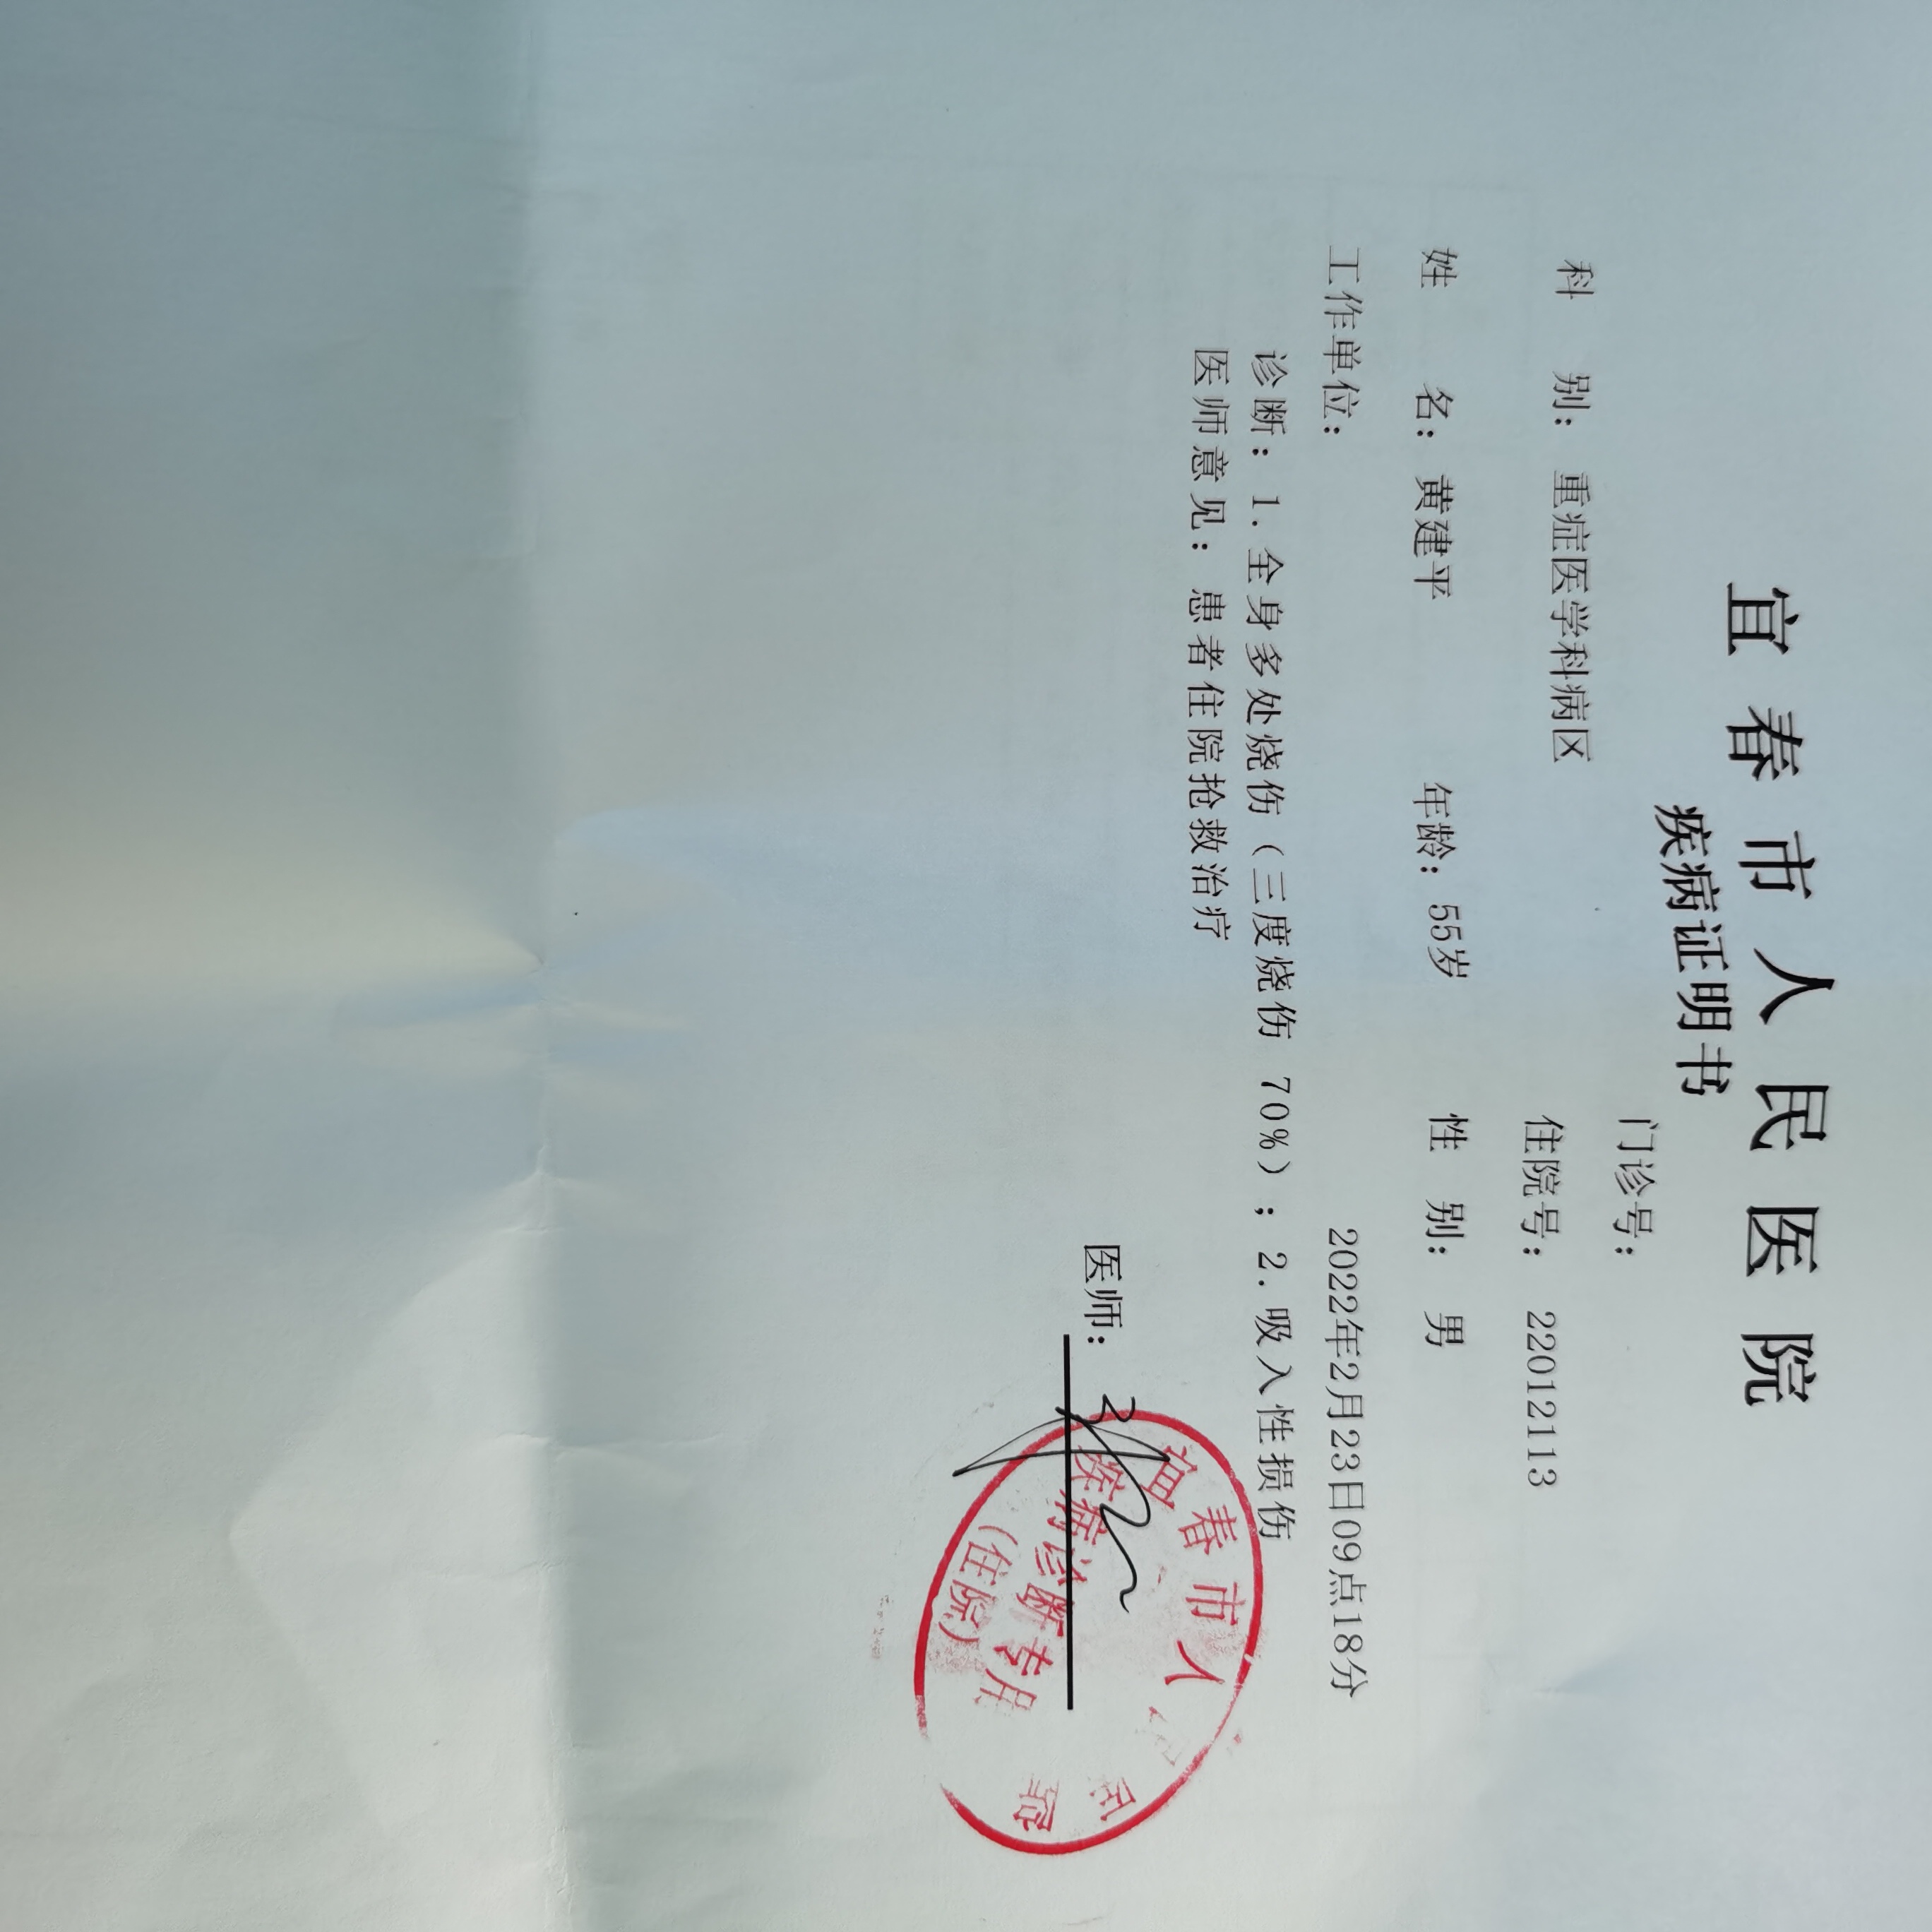 宜春市人民医院
疾病证明书
门诊号：
科 别： 重症医学科病区 住院号： 22012113
姓 名： 黄建平 年龄： 55岁 性 别： 男
工作单位： 2022年2月23日09点18分
诊断：1.全身多处烧伤（三度烧伤 70%）；2.吸入性损伤
医师意见：患者住院抢救治疗
医师：
宜春市人民医院
疾病诊断专用
(住院)